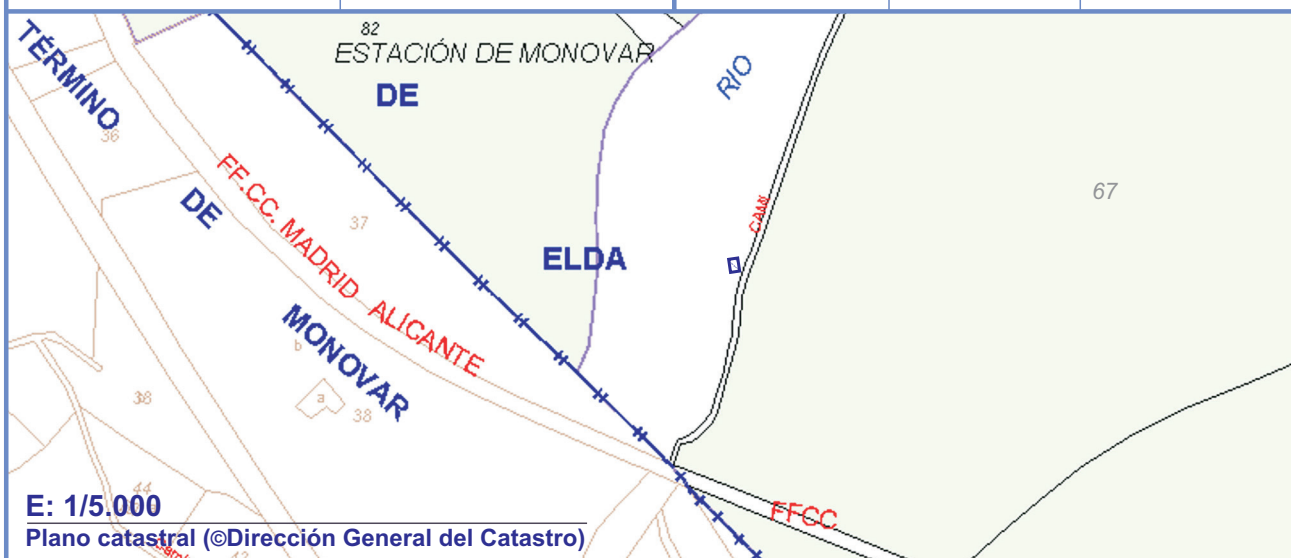 82
ESTACIÓN DE MONOVAR
TÉRMINO
DE
RIO
36
FF.CC. MADRID ALICANTE
67
DE
37
CAMN
ELDA
MONOVAR
b
38
a
38
44
FFCC
E: 1/5.000
Plano catastral (©Dirección General del Catastro)